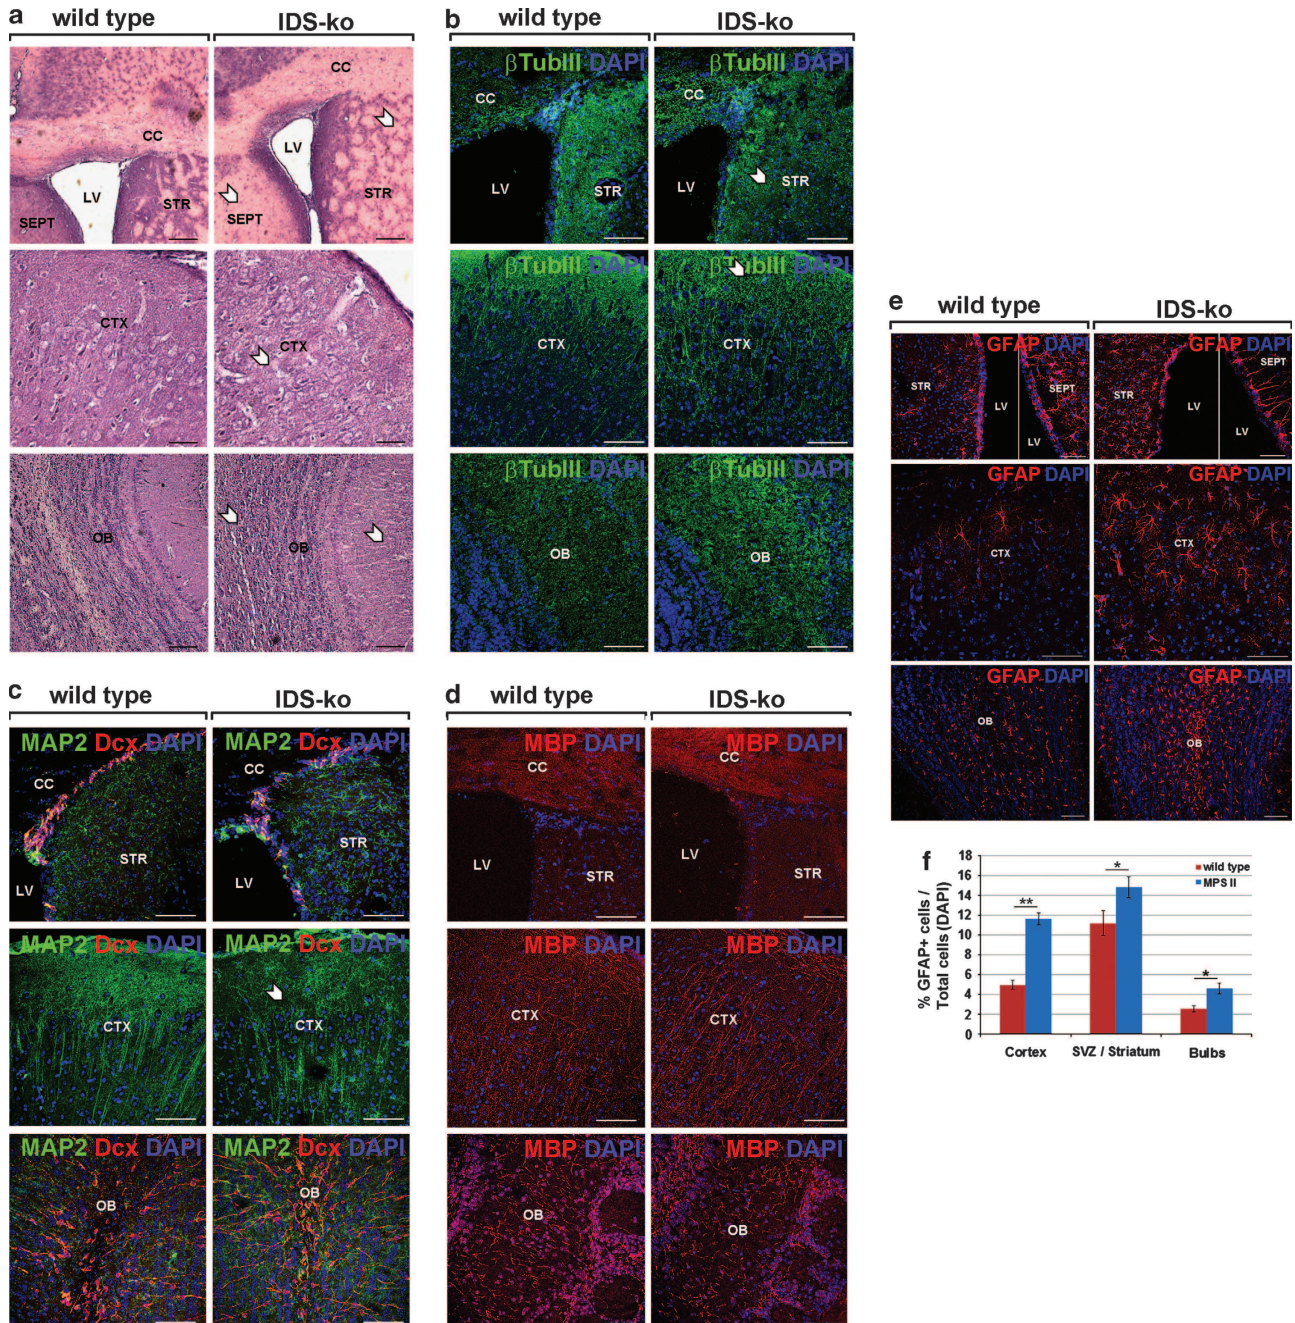 a
wild type
IDS-ko
CC
CC
LV
LV
SEPT
STR
SEPT
STR
CTX
CTX
OB
OB
b
wild type
IDS-ko
βTubIII DAPI
βTubIII DAPI
CC
CC
LV
STR
LV
STR
βTubIII DAPI
βTubIII DAPI
CTX
CTX
βTubIII DAPI
βTubIII DAPI
OB
OB
c
wild type
IDS-ko
MAP2 Dcx DAPI
MAP2 Dcx DAPI
CC
CC
STR
STR
LV
LV
MAP2 Dcx DAPI
MAP2 Dcx DAPI
CTX
CTX
MAP2 Dcx DAPI
MAP2 Dcx DAPI
OB
OB
d
wild type
IDS-ko
MBP DAPI
MBP DAPI
CC
CC
LV
STR
LV
STR
MBP DAPI
MBP DAPI
CTX
CTX
MBP DAPI
MBP DAPI
OB
OB
e
wild type
IDS-ko
GFAP DAPI
GFAP DAPI
STR
LV
SEPT
LV
STR
LV
SEPT
LV
GFAP DAPI
GFAP DAPI
CTX
CTX
GFAP DAPI
GFAP DAPI
OB
OB
f
% GFAP+ cells /
Total cells (DAPI)
18
16
14
12
10
8
6
4
2
0
wild type
MPS II
**
*
*
Cortex
SVZ / Striatum
Bulbs